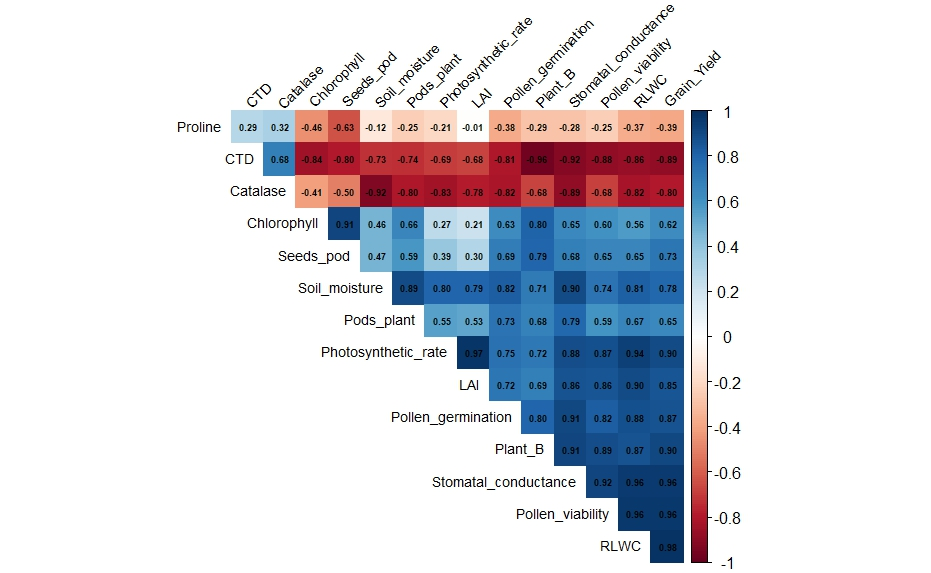 CTD Catalase Chlorophyll Seeds_pod Soil_moisture Pods_plant Photosynthetic_rate LAI Pollen_germination Plant_B Stomatal_conductance Pollen_viability RLWC Grain_Yield
Proline 0.29 0.32 -0.46 -0.63 -0.12 -0.25 -0.21 -0.01 -0.38 -0.29 -0.28 -0.25 -0.37 -0.39
CTD 0.68 -0.84 -0.80 -0.73 -0.74 -0.69 -0.68 -0.81 -0.96 -0.92 -0.88 -0.86 -0.89
Catalase -0.41 -0.50 -0.92 -0.80 -0.83 -0.78 -0.82 -0.68 -0.89 -0.68 -0.82 -0.80
Chlorophyll 0.91 0.46 0.66 0.27 0.21 0.63 0.80 0.65 0.60 0.56 0.62
Seeds_pod 0.47 0.59 0.39 0.30 0.69 0.79 0.68 0.65 0.65 0.73
Soil_moisture 0.89 0.80 0.79 0.82 0.71 0.90 0.74 0.81 0.78
Pods_plant 0.55 0.53 0.73 0.68 0.79 0.59 0.67 0.65
Photosynthetic_rate 0.97 0.75 0.72 0.88 0.87 0.94 0.90
LAI 0.72 0.69 0.86 0.86 0.90 0.85
Pollen_germination 0.80 0.91 0.82 0.88 0.87
Plant_B 0.91 0.89 0.87 0.90
Stomatal_conductance 0.92 0.96 0.96
Pollen_viability 0.96 0.96
RLWC 0.98
1
0.8
0.6
0.4
0.2
0
-0.2
-0.4
-0.6
-0.8
-1